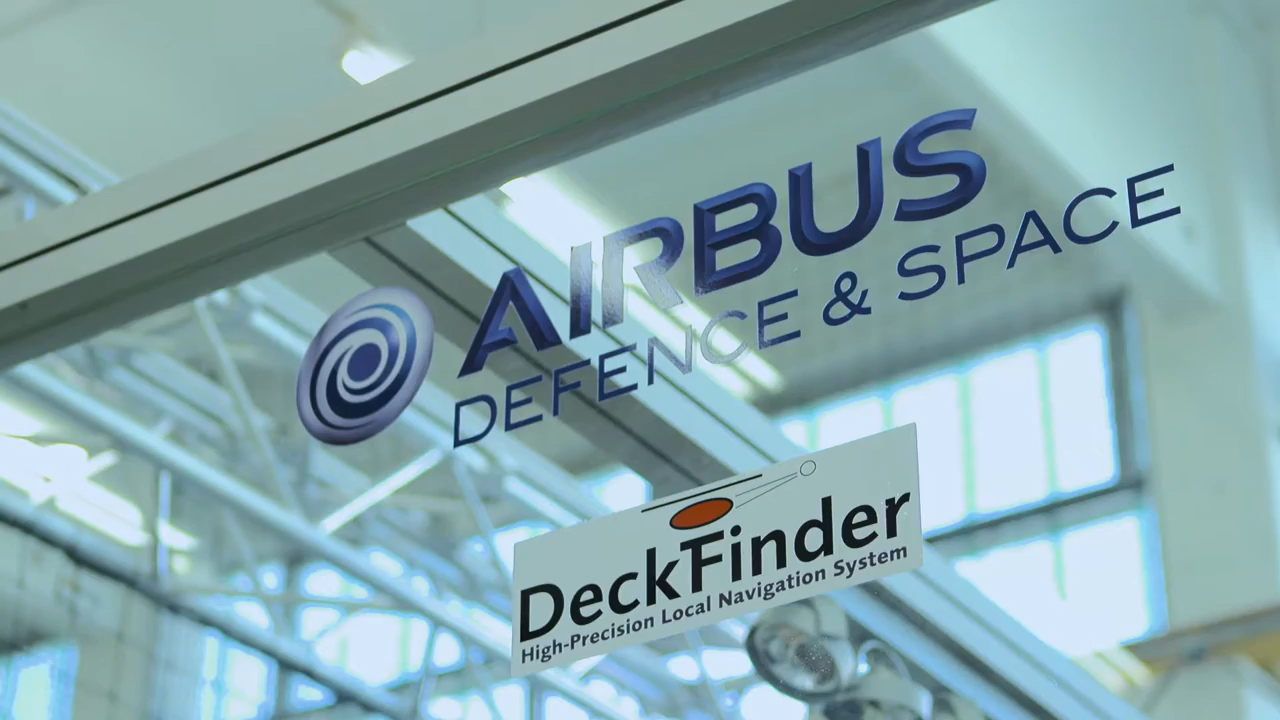 AIRBUS
DEFENCE & SPACE
DeckFinder
High-Precision Local Navigation System